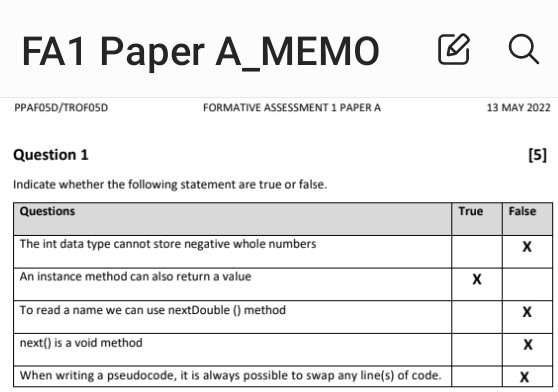 FA1 Paper A_MEMO
PPAF05D/TROF05D FORMATIVE ASSESSMENT 1 PAPER A 13 MAY 2022
Question 1 [5]
Indicate whether the following statement are true or false.
Questions True False
The int data type cannot store negative whole numbers X
An instance method can also return a value X
To read a name we can use nextDouble () method X
next() is a void method X
When writing a pseudocode, it is always possible to swap any line(s) of code. X